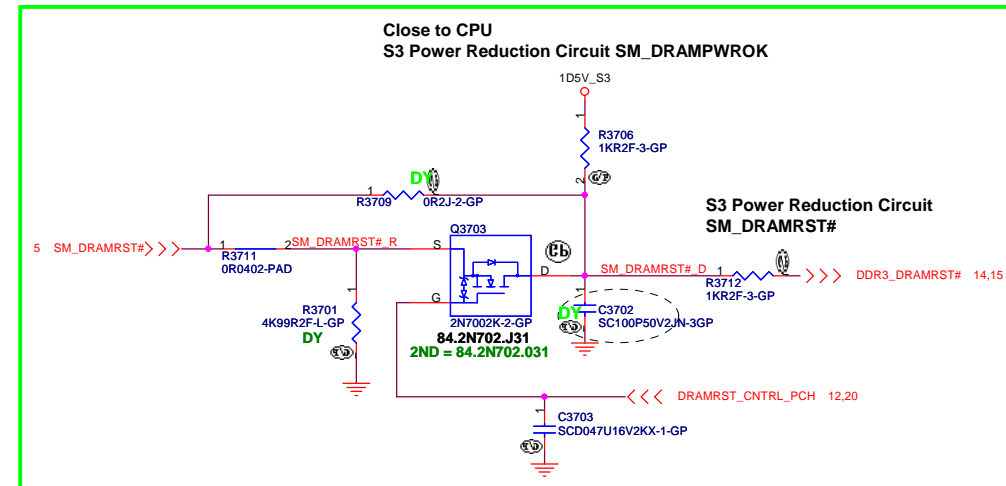 Close to CPU
S3 Power Reduction Circuit SM_DRAMPWROK
1D5V_S3
1
R3706
1KR2F-3-GP
2
DY
1
R3709
0R2J-2-GP
S3 Power Reduction Circuit
SM_DRAMRST#
5 SM_DRAMRST#
1
2
SM_DRAMRST#_R
R3711
0R0402-PAD
Q3703
S
D
G
2N7002K-2-GP
84.2N702.J31
2ND = 84.2N702.031
SM_DRAMRST#_D
1
R3712
1KR2F-3-GP
DDR3_DRAMRST# 14,15
1
R3701
4K99R2F-L-GP
DY
1
DY
C3702
SC100P50V2JN-3GP
DRAMRST_CNTRL_PCH 12,20
1
C3703
SCD047U16V2KX-1-GP